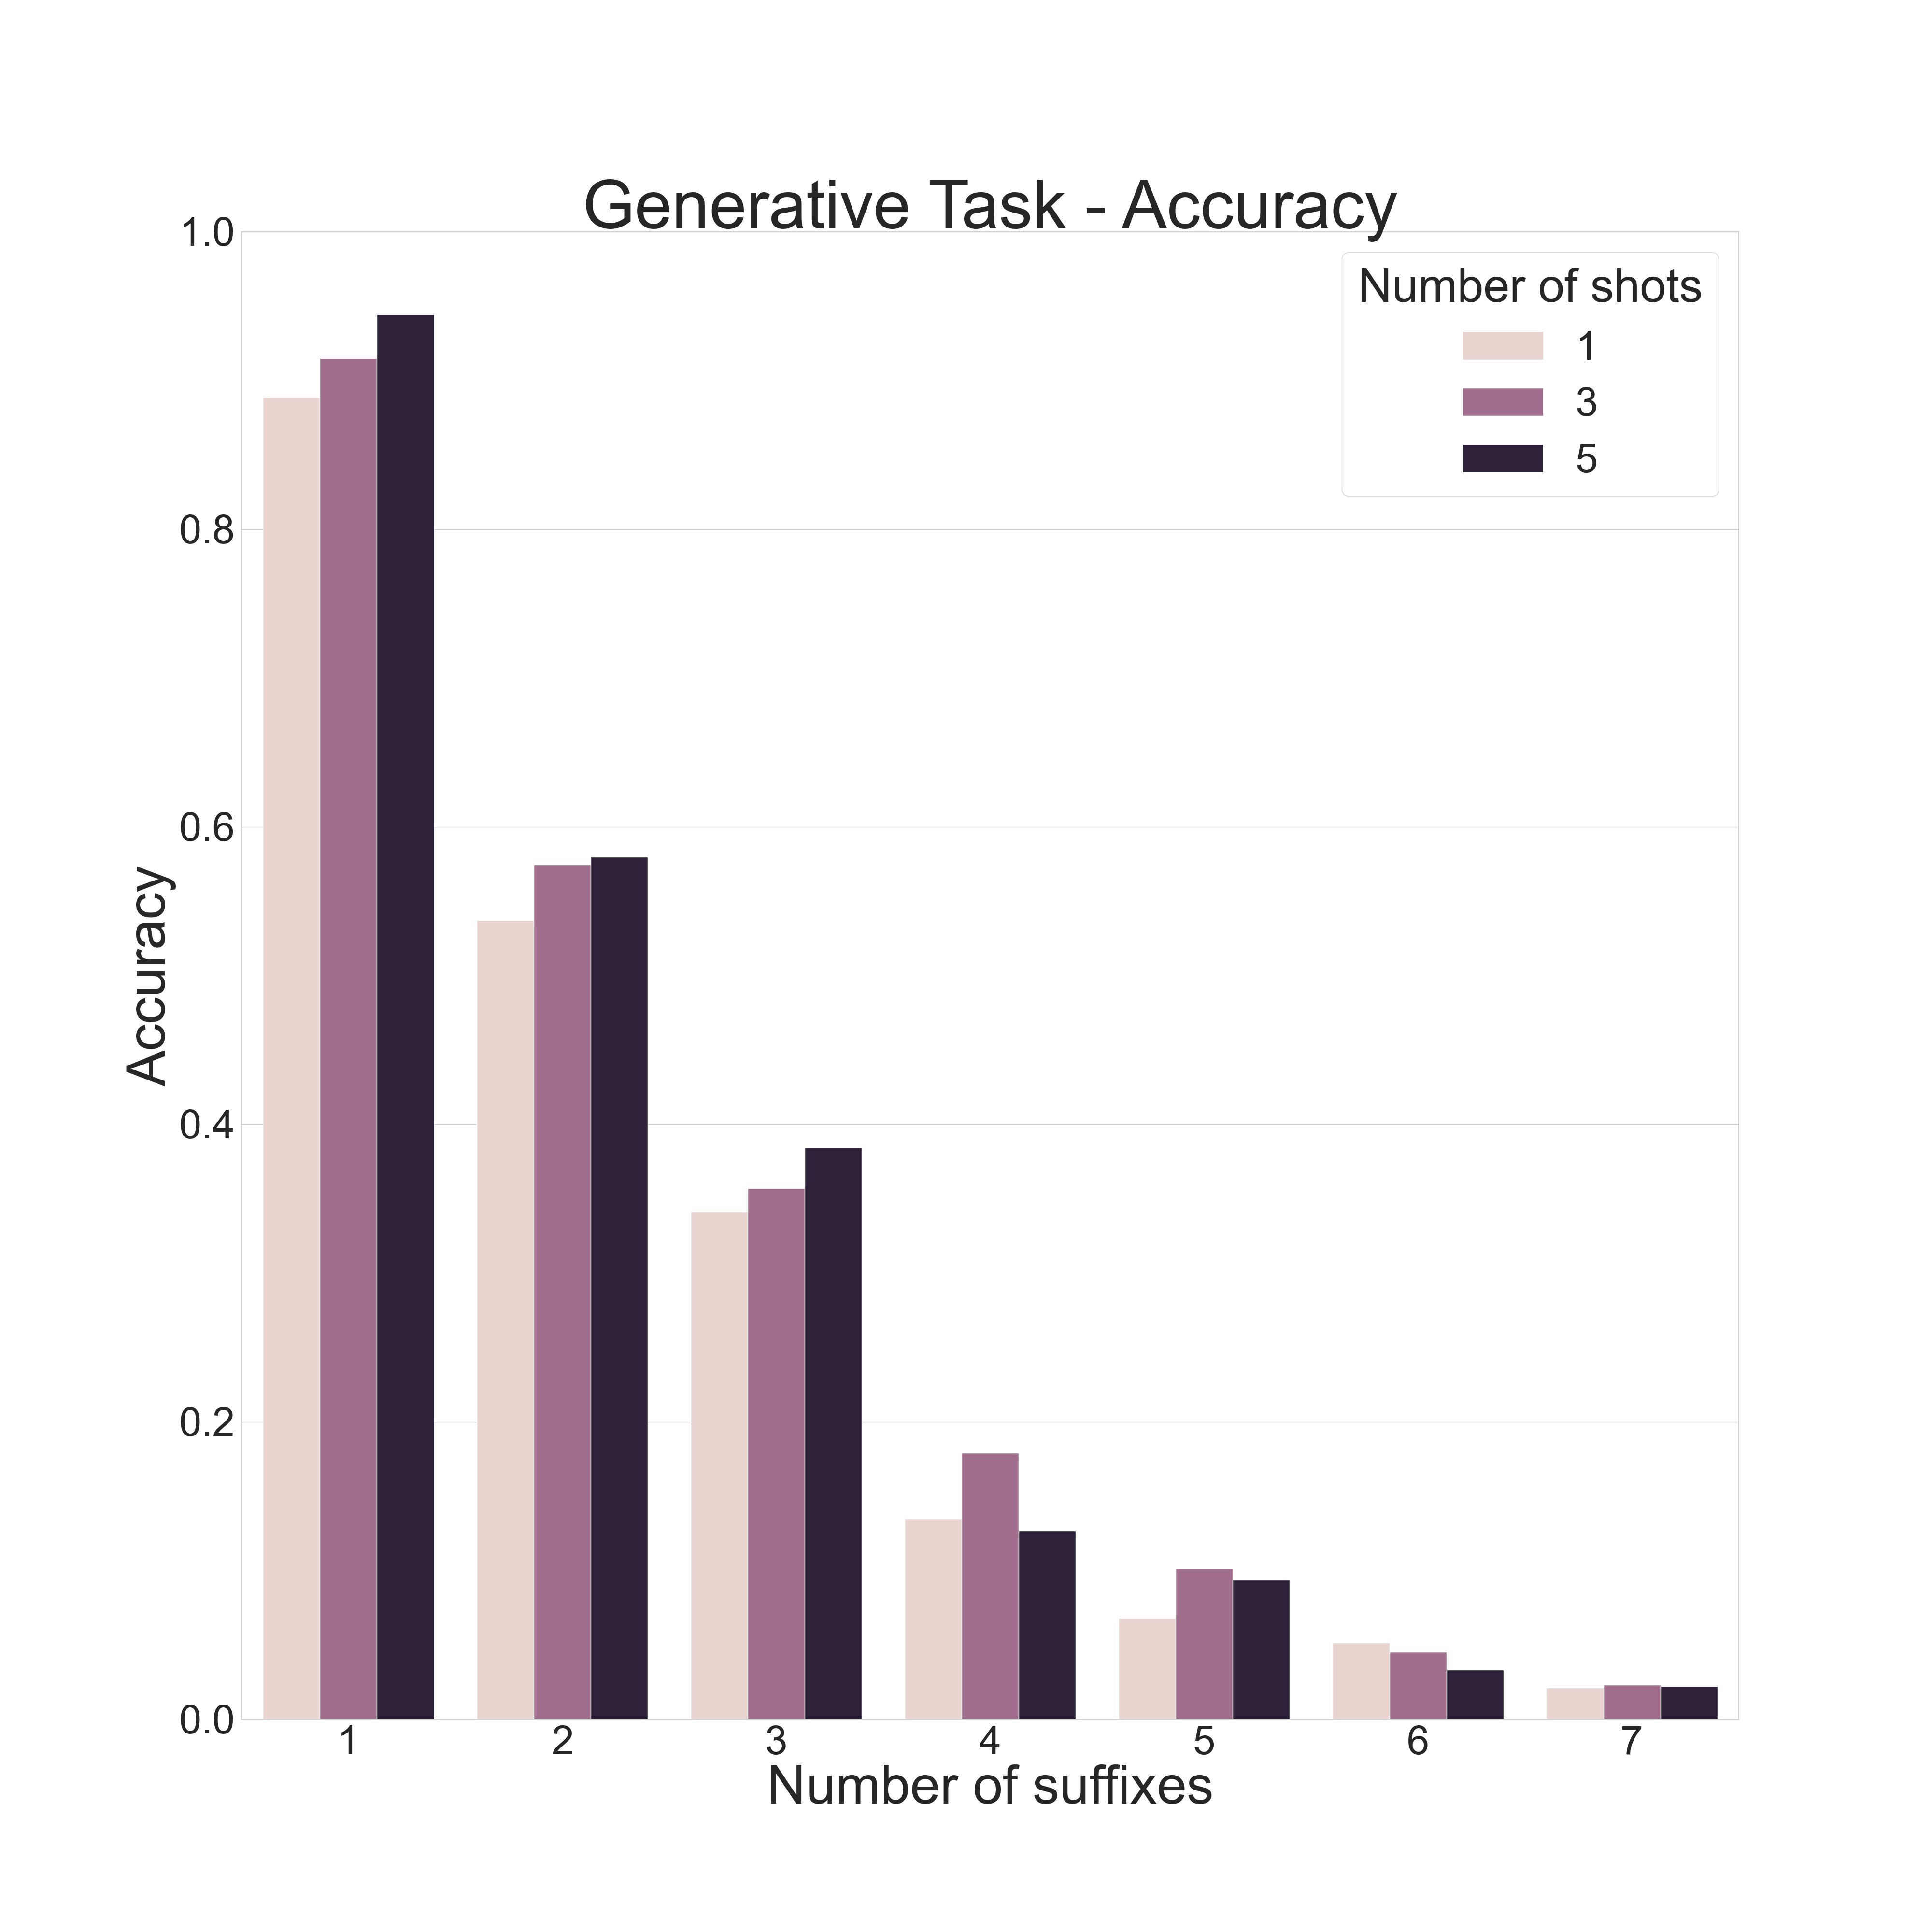 Generative Task - Accuracy
Number of shots
1
3
5
1.0
0.8
0.6
0.4
0.2
0.0
Accuracy
1 2 3 4 5 6 7
Number of suffixes